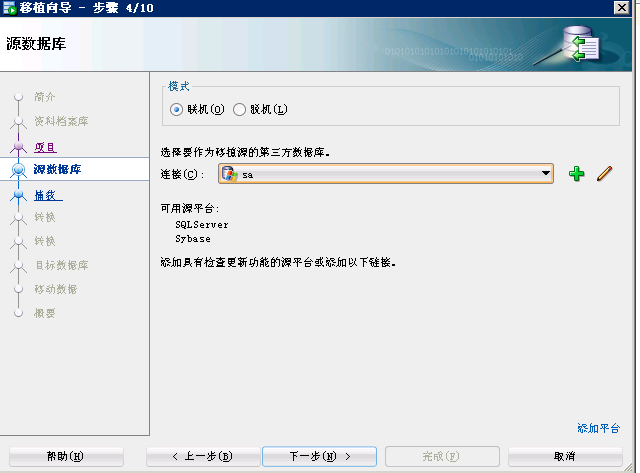 移植向导 - 步骤 4/10
源数据库
简介
资料档案库
项目
源数据库
捕获
转换
转换
目标数据库
移动数据
概要
模式
联机(O)
脱机(L)
选择要作为移植源的第三方数据库。
连接(C):
sa
可用源平台:
SQLServer
Sybase
添加具有检查更新功能的源平台或添加以下链接。
添加平台
帮助(H)
< 上一步(B)
下一步(N) >
完成(F)
取消